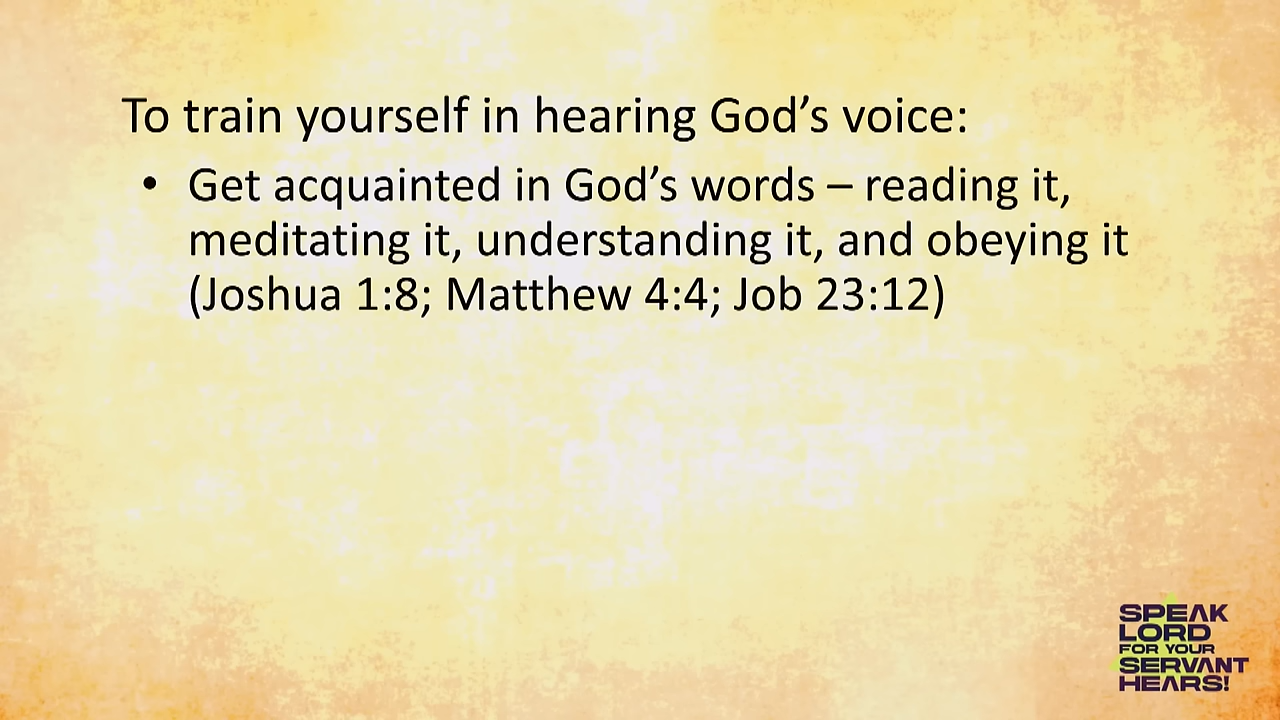 To train yourself in hearing God’s voice:
• Get acquainted in God’s words – reading it,
meditating it, understanding it, and obeying it
(Joshua 1:8; Matthew 4:4; Job 23:12)
SPEAK
LORD
FOR YOUR
SERVANT
HEARS!